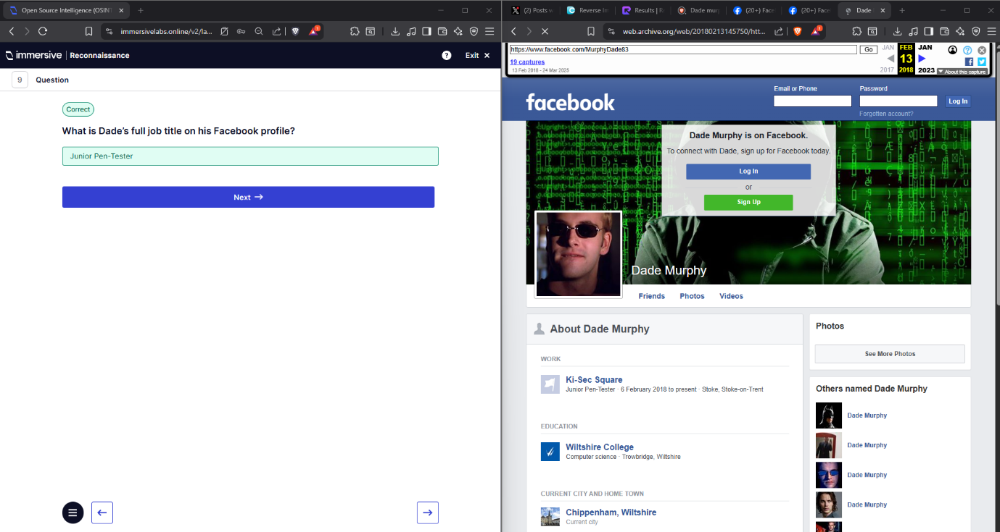 Open Source Intelligence (OSINT
immersivelabs.online/v2/la...
immersive | Reconnaissance
? Exit ×
9 Question
Correct
What is Dade's full job title on his Facebook profile?
Junior Pen-Tester
Next →
(2) Posts
Reverse Im
Results | R
Dade mur
(20+) Face
(20+) Face
Dade
web.archive.org/web/20180213145750/htt...
https://www.facebook.com/MurphyDade83
Go
JAN FEB JAN
19 captures
13
13 Feb 2018 - 24 Mar 2025
2017 2018 2023
About this capture
facebook
Email or Phone
Password
Log In
Forgotten account?
Dade Murphy is on Facebook.
To connect with Dade, sign up for Facebook today.
Log In
or
Sign Up
Dade Murphy
Friends Photos Videos
About Dade Murphy
WORK
Ki-Sec Square
Junior Pen-Tester · 6 February 2018 to present · Stoke, Stoke-on-Trent
EDUCATION
Wiltshire College
Computer science · Trowbridge, Wiltshire
CURRENT CITY AND HOME TOWN
Chippenham, Wiltshire
Current city
Photos
See More Photos
Others named Dade Murphy
Dade Murphy
Dade Murphy
Dade Murphy
Dade Murphy